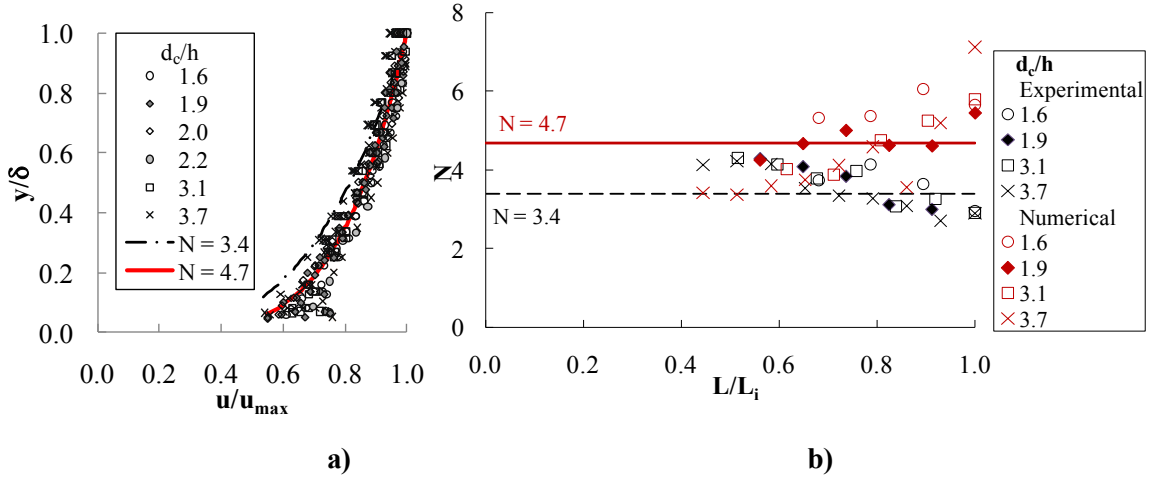 d_c/h
1.6
1.9
2.0
2.2
3.1
3.7
N = 3.4
N = 4.7
y/δ
1.0
0.8
0.6
0.4
0.2
0.0
0.0 0.2 0.4 0.6 0.8 1.0
u/u_max
a)
N
8
6
4
2
0
N = 4.7
N = 3.4
0.0 0.2 0.4 0.6 0.8 1.0
L/L_i
d_c/h
Experimental
1.6
1.9
3.1
3.7
Numerical
1.6
1.9
3.1
3.7
b)